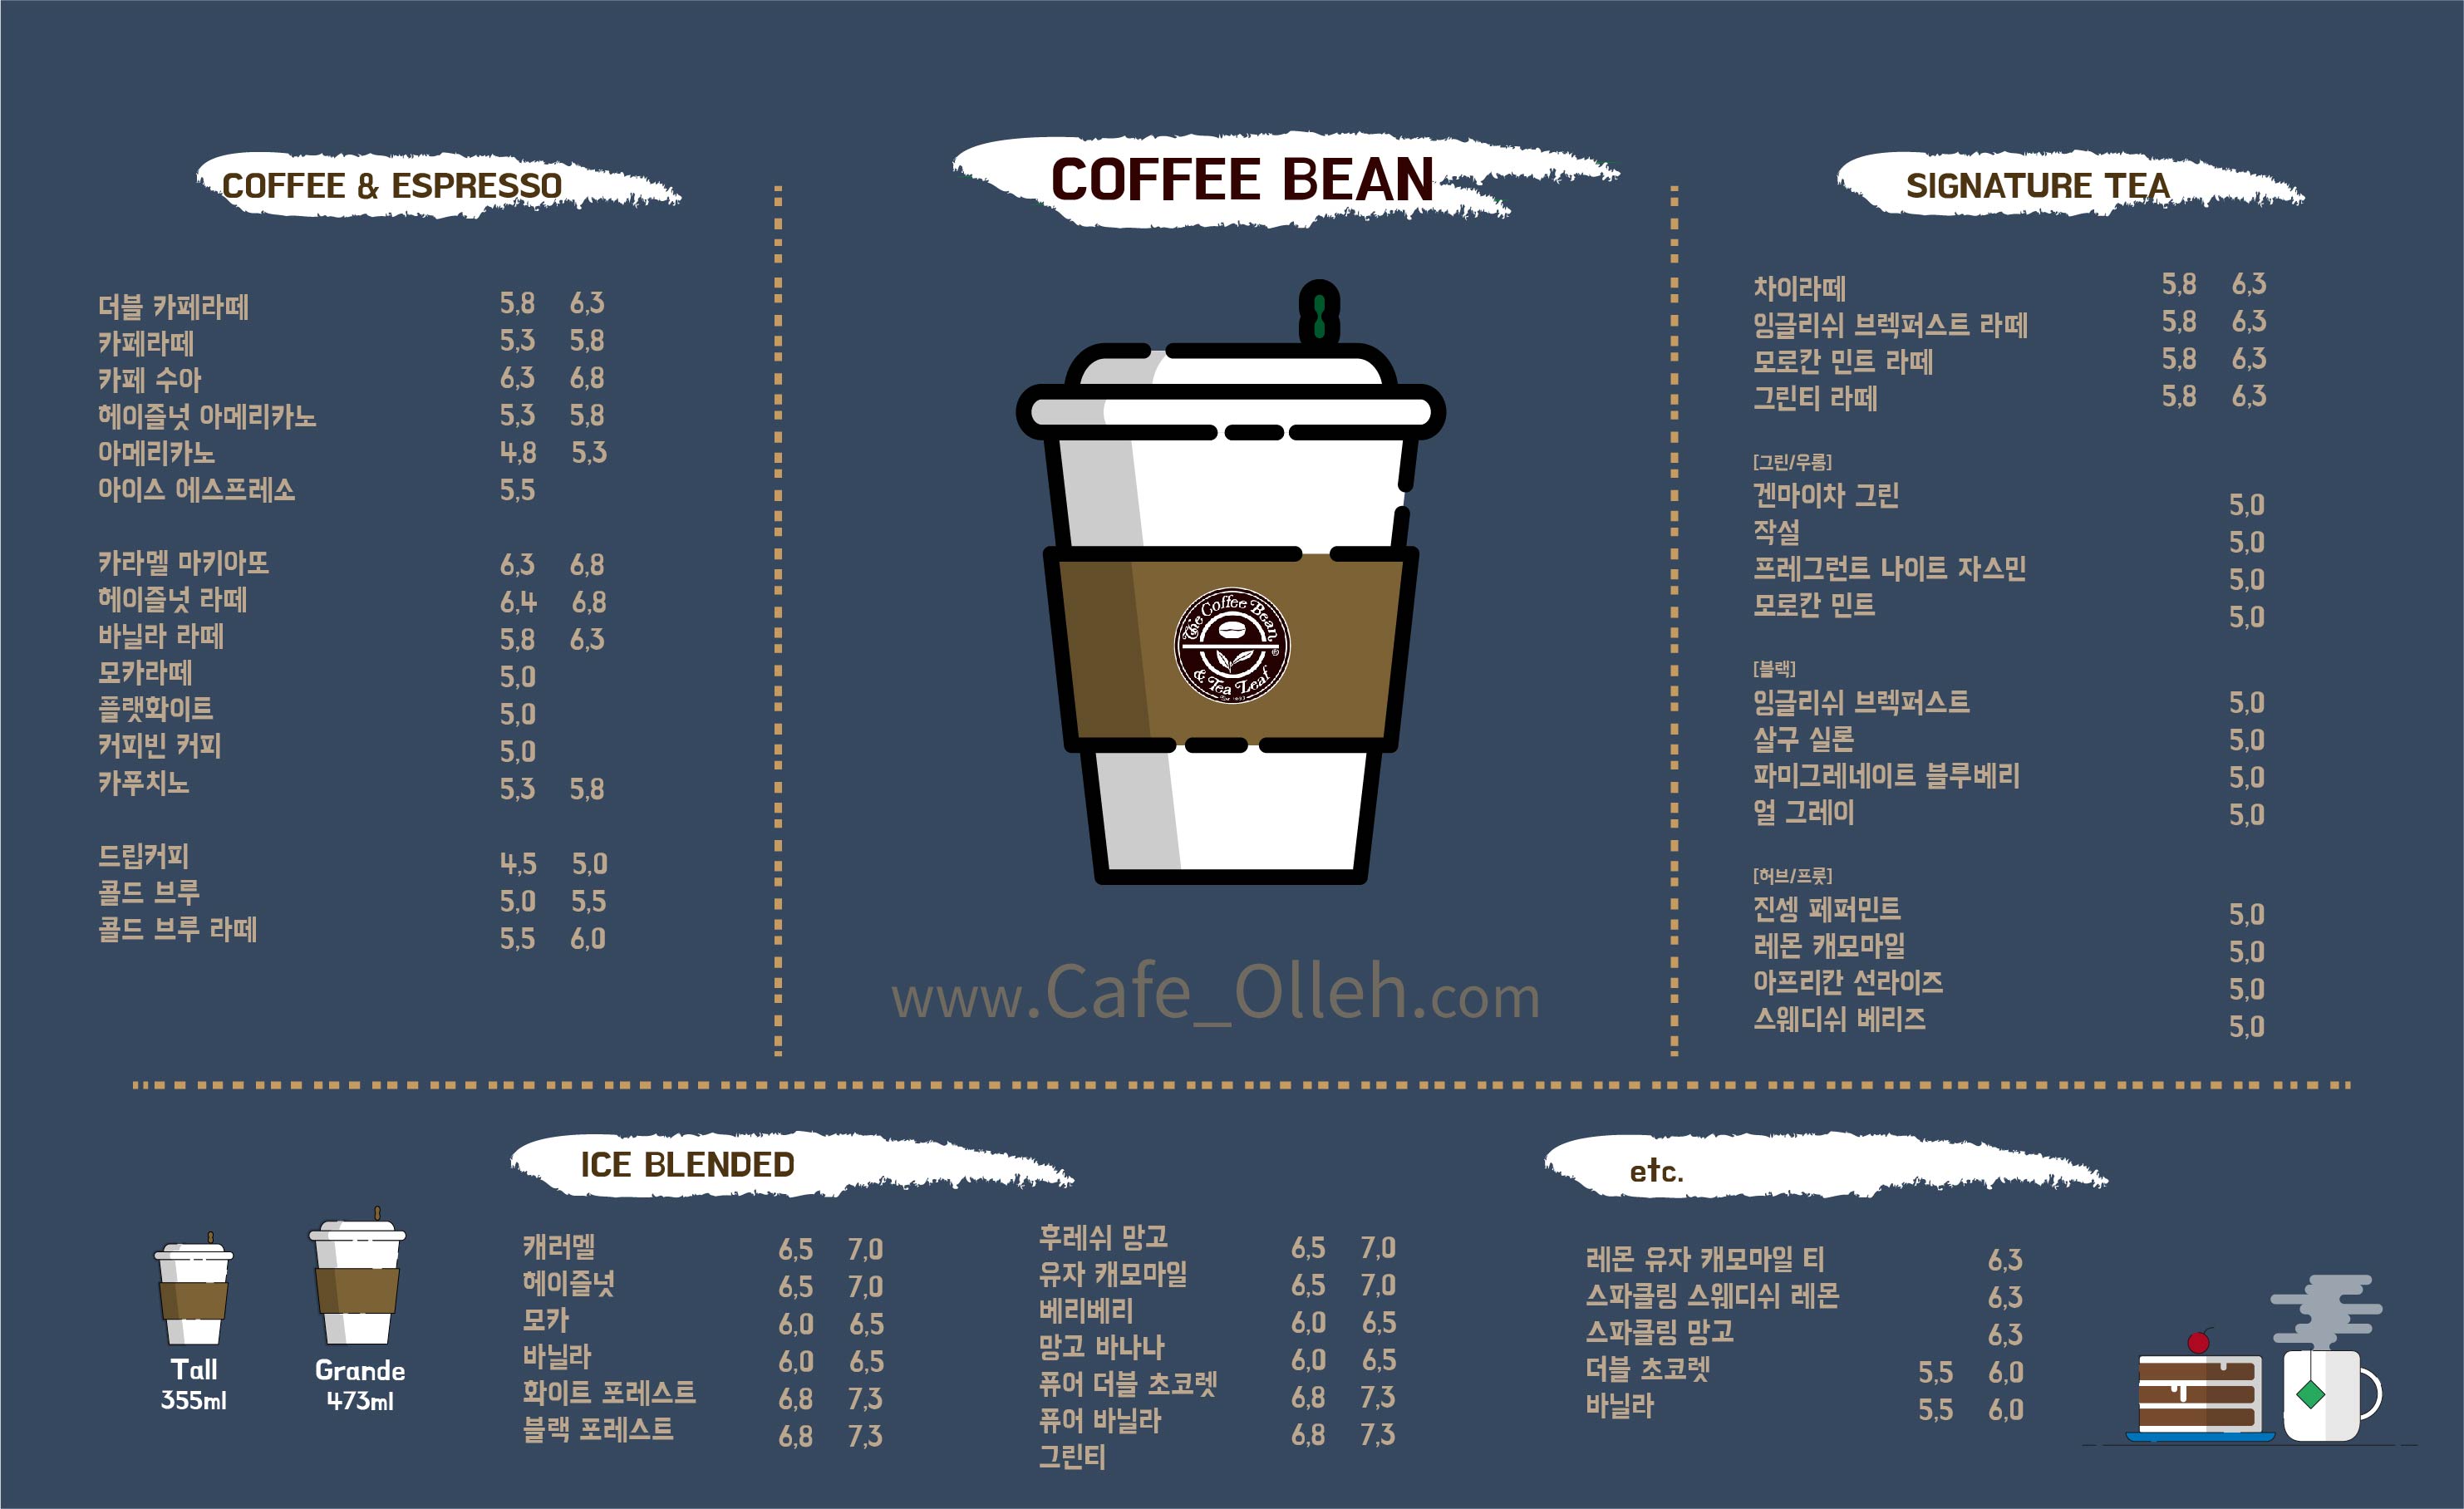 COFFEE & ESPRESSO
더블 카페라떼 5,8 6,3
카페라떼 5,3 5,8
카페 수아 6,3 6,8
헤이즐넛 아메리카노 5,3 5,8
아메리카노 4,8 5,3
아이스 에스프레소 5,5
카라멜 마키아또 6,3 6,8
헤이즐넛 라떼 6,4 6,8
바닐라 라떼 5,8 6,3
모카라떼 5,0
플랫화이트 5,0
커피빈 커피 5,0
카푸치노 5,3 5,8
드립커피 4,5 5,0
콜드 브루 5,0 5,5
콜드 브루 라떼 5,5 6,0
COFFEE BEAN
The Coffee Bean
& Tea Leaf
®
www.Cafe_Olleh.com
SIGNATURE TEA
차이라떼 5,8 6,3
잉글리쉬 브렉퍼스트 라떼 5,8 6,3
모로칸 민트 라떼 5,8 6,3
그린티 라떼 5,8 6,3
[그린/우롱]
겐마이차 그린 5,0
작설 5,0
프레그런트 나이트 자스민 5,0
모로칸 민트 5,0
[블랙]
잉글리쉬 브렉퍼스트 5,0
살구 실론 5,0
파미그레네이트 블루베리 5,0
얼 그레이 5,0
[허브/프룻]
진셍 페퍼민트 5,0
레몬 캐모마일 5,0
아프리칸 선라이즈 5,0
스웨디쉬 베리즈 5,0
Tall
355ml
Grande
473ml
ICE BLENDED
캐러멜 6,5 7,0
헤이즐넛 6,5 7,0
모카 6,0 6,5
바닐라 6,0 6,5
화이트 포레스트 6,8 7,3
블랙 포레스트 6,8 7,3
후레쉬 망고 6,5 7,0
유자 캐모마일 6,5 7,0
베리베리 6,0 6,5
망고 바나나 6,0 6,5
퓨어 더블 초코렛 6,8 7,3
퓨어 바닐라 6,8 7,3
그린티
etc.
레몬 유자 캐모마일 티 6,3
스파클링 스웨디쉬 레몬 6,3
스파클링 망고 6,3
더블 초코렛 5,5 6,0
바닐라 5,5 6,0